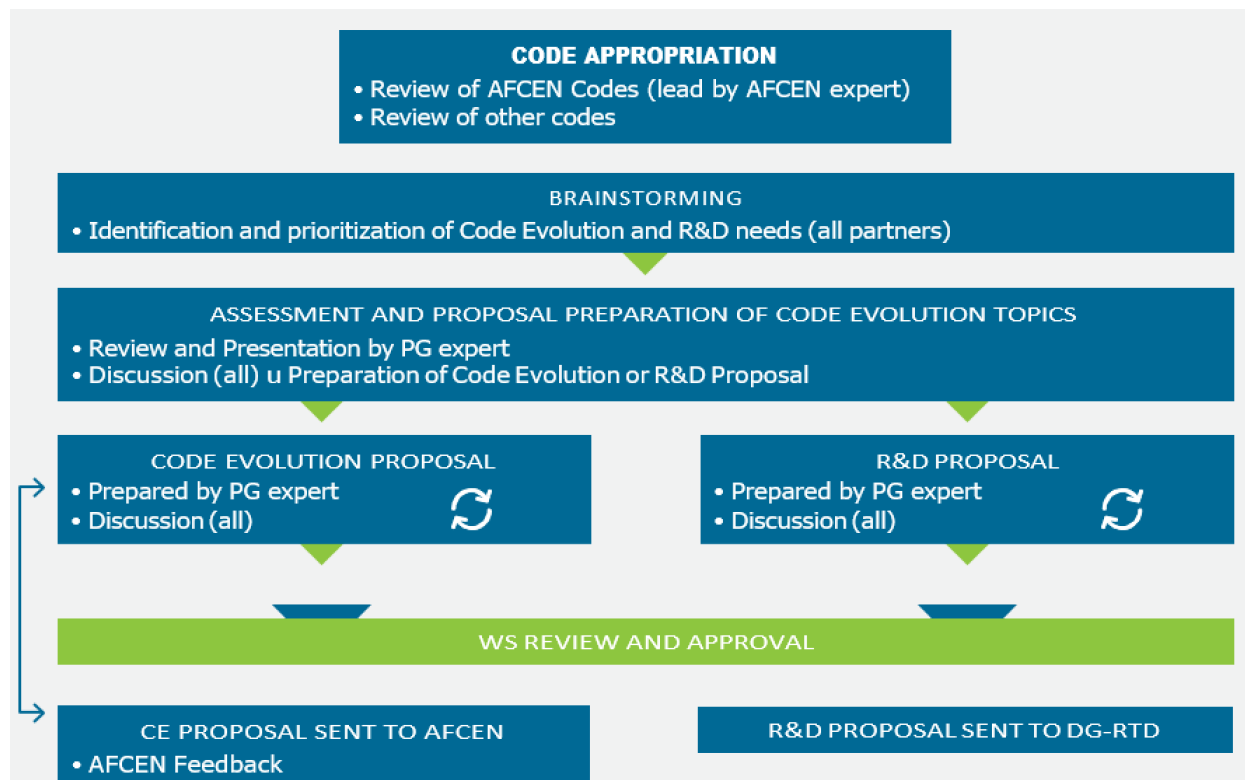 CODE APPROPRIATION
• Review of AFCEN Codes (lead by AFCEN expert)
• Review of other codes
BRAINSTORMING
• Identification and prioritization of Code Evolution and R&D needs (all partners)
ASSESSMENT AND PROPOSAL PREPARATION OF CODE EVOLUTION TOPICS
• Review and Presentation by PG expert
• Discussion (all) u Preparation of Code Evolution or R&D Proposal
CODE EVOLUTION PROPOSAL
• Prepared by PG expert
• Discussion (all)
R&D PROPOSAL
• Prepared by PG expert
• Discussion (all)
WS REVIEW AND APPROVAL
CE PROPOSAL SENT TO AFCEN
• AFCEN Feedback
R&D PROPOSAL SENT TO DG-RTD